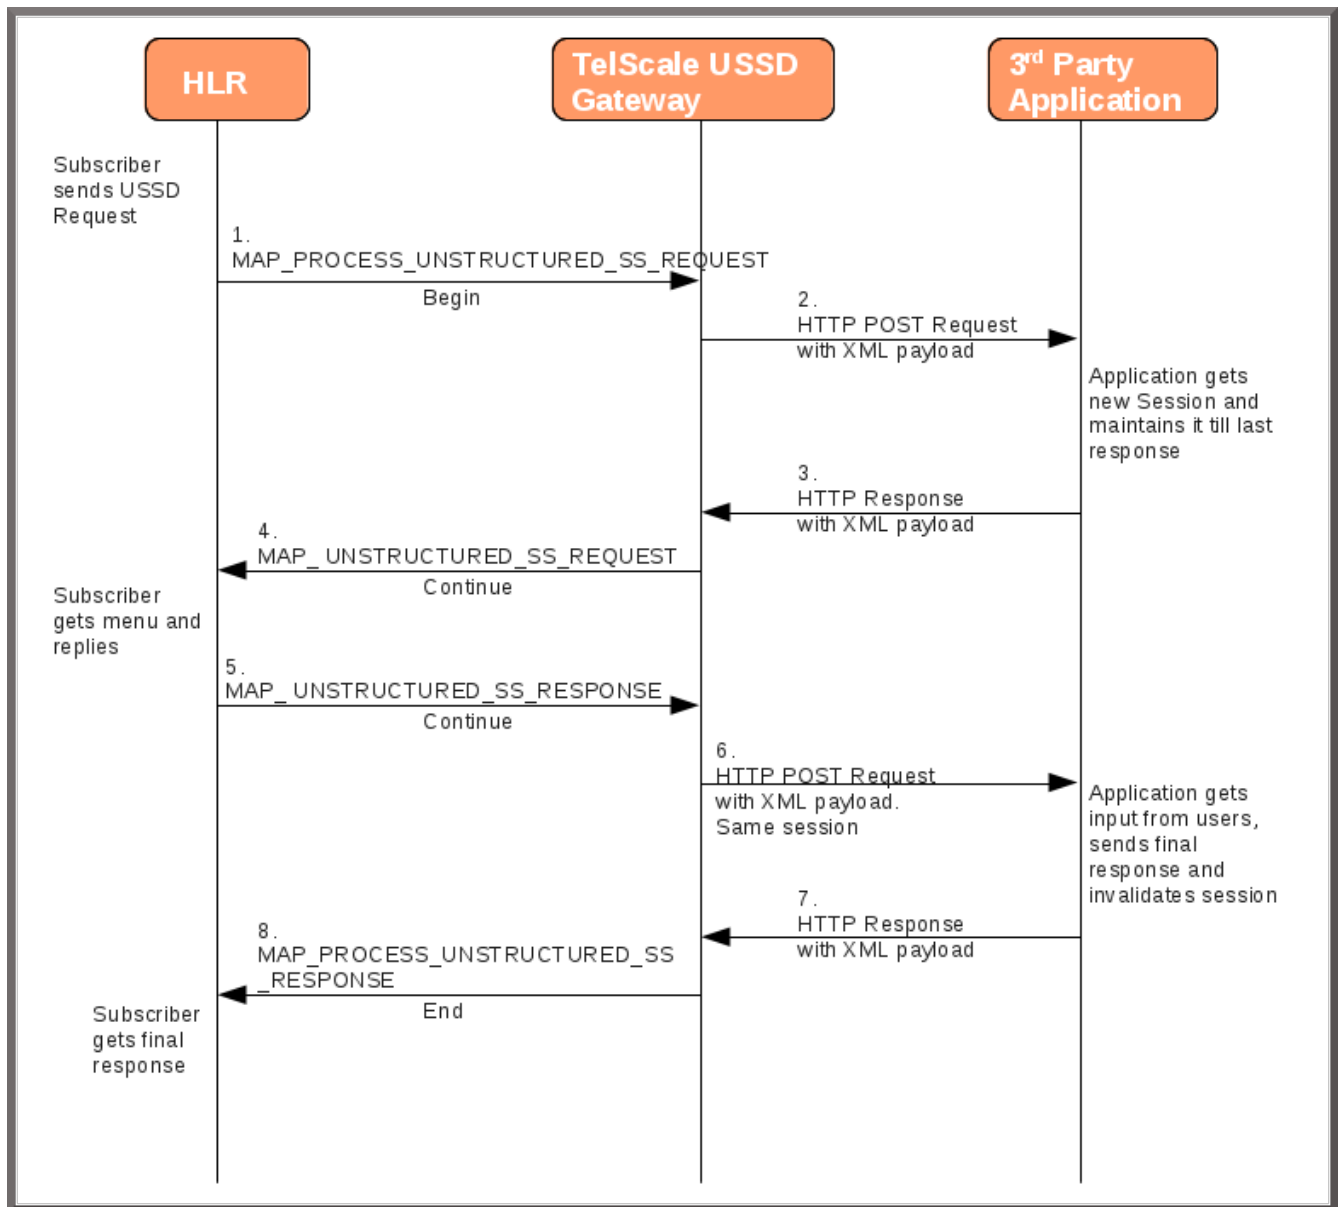 HLR
TelScale USSD
Gateway
3rd Party
Application
Subscriber
sends USSD
Request
1.
MAP_PROCESS_UNSTRUCTURED_SS_REQUEST
Begin
2.
HTTP POST Request
with XML payload
Application gets
new Session and
maintains it till last
response
3.
HTTP Response
with XML payload
4.
MAP_ UNSTRUCTURED_SS_REQUEST
Continue
Subscriber
gets menu and
replies
5.
MAP_ UNSTRUCTURED_SS_RESPONSE
Continue
6.
HTTP POST Request
with XML payload.
Same session
Application gets
input from users,
sends final
response and
invalidates session
7.
HTTP Response
with XML payload
8.
MAP_PROCESS_UNSTRUCTURED_SS
_RESPONSE
End
Subscriber
gets final
response